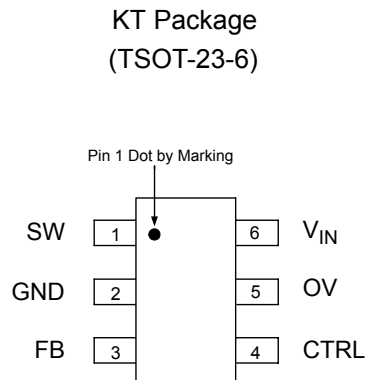 KT Package
(TSOT-23-6)
Pin 1 Dot by Marking
SW 1 6 VIN
GND 2 5 OV
FB 3 4 CTRL